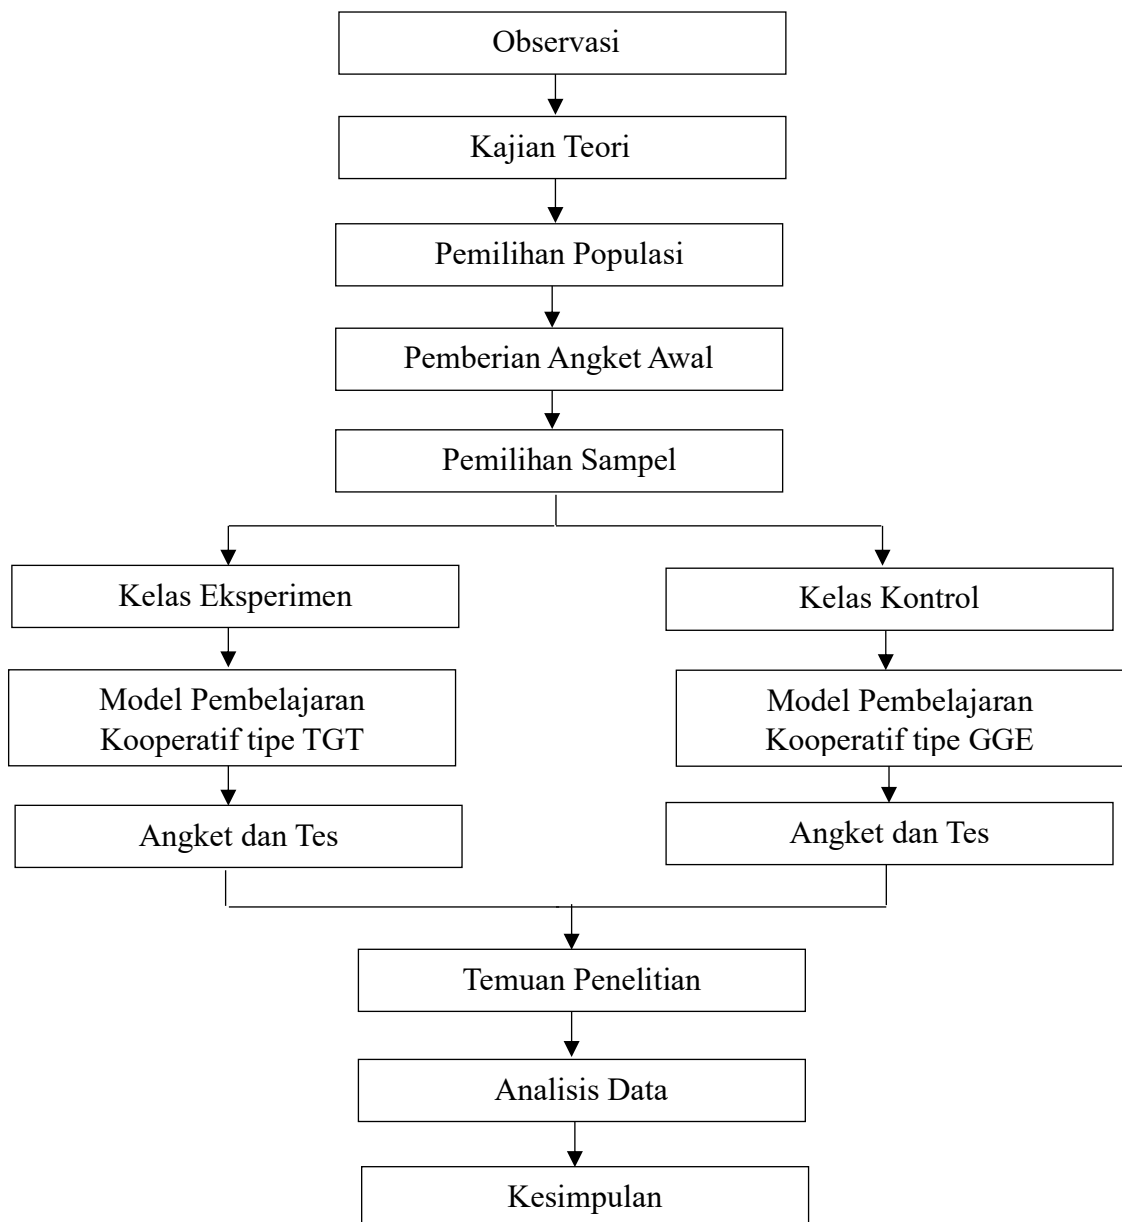 Observasi
Kajian Teori
Pemilihan Populasi
Pemberian Angket Awal
Pemilihan Sampel
Kelas Eksperimen
Kelas Kontrol
Model Pembelajaran
Kooperatif tipe TGT
Model Pembelajaran
Kooperatif tipe GGE
Angket dan Tes
Angket dan Tes
Temuan Penelitian
Analisis Data
Kesimpulan